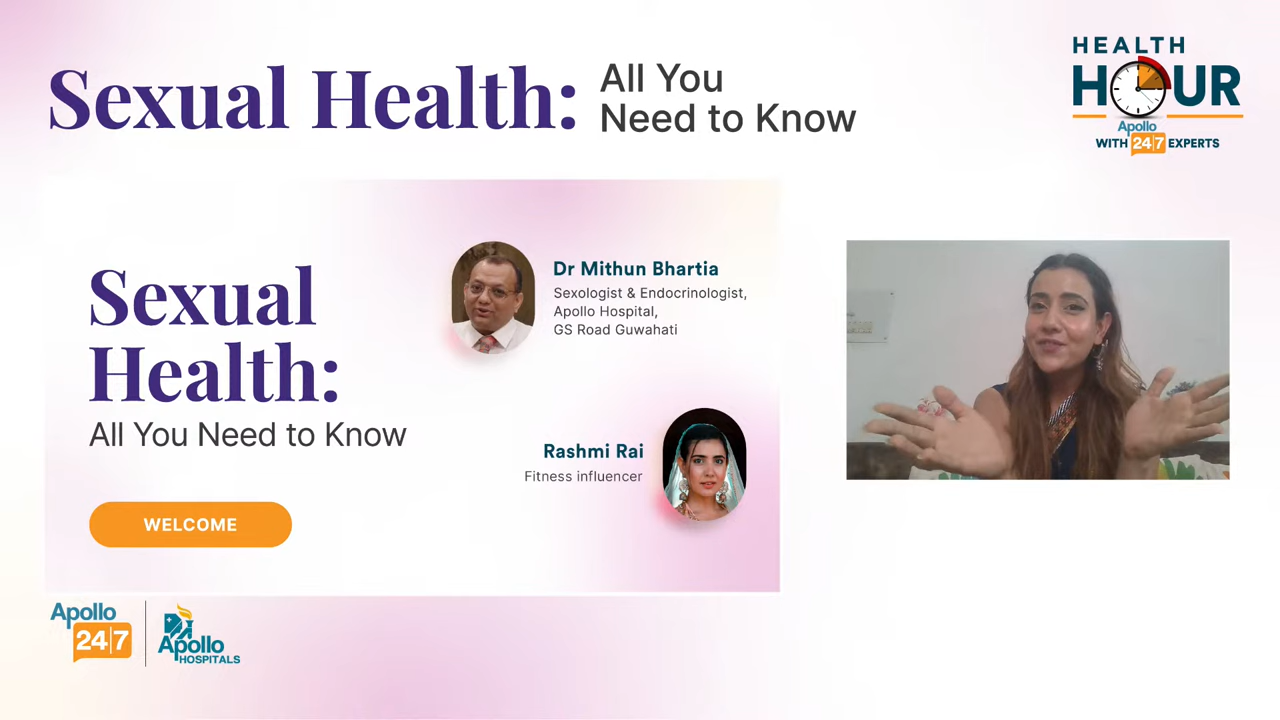 Sexual Health:
All You
Need to Know
HEALTH
HOUR
Apollo
WITH 24|7 EXPERTS
Sexual
Health:
All You Need to Know
WELCOME
Dr Mithun Bhartia
Sexologist & Endocrinologist,
Apollo Hospital,
GS Road Guwahati
Rashmi Rai
Fitness influencer
Apollo
24|7
Apollo
HOSPITALS